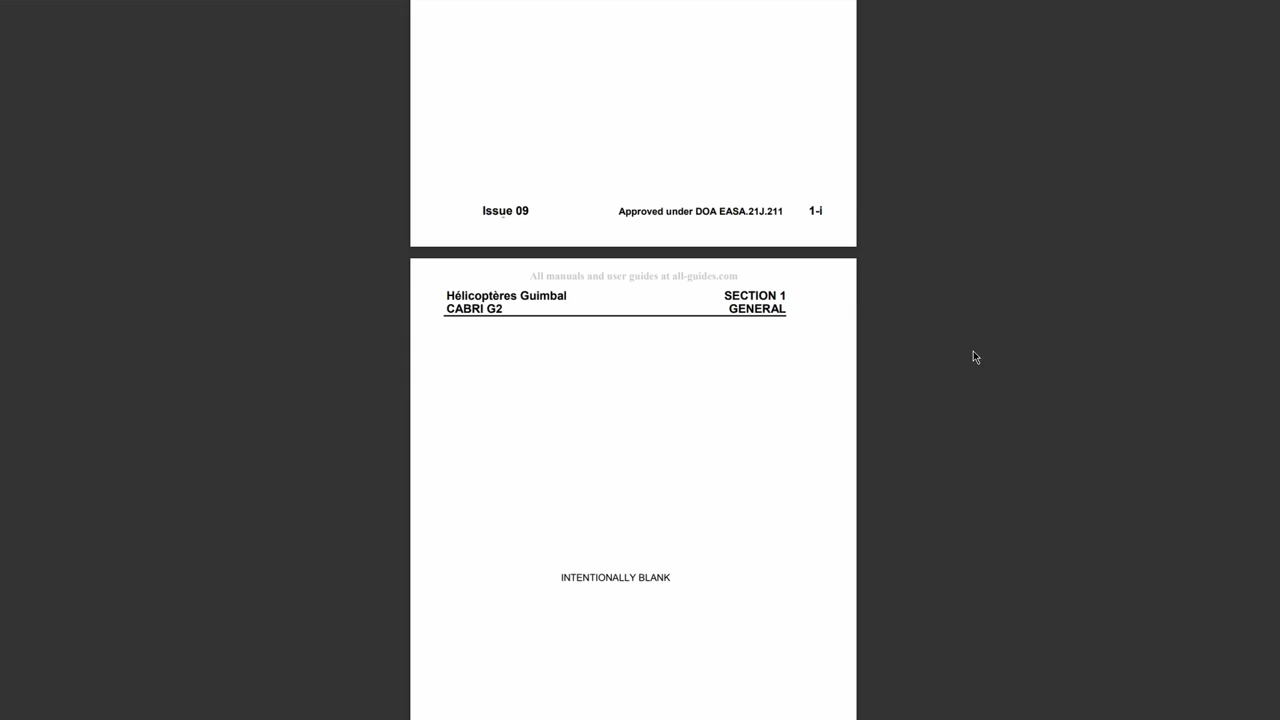 Issue 09 Approved under DOA EASA.21J.211 1-i
All manuals and user guides at all-guides.com
Hélicoptères Guimbal SECTION 1
CABRI G2 GENERAL
INTENTIONALLY BLANK